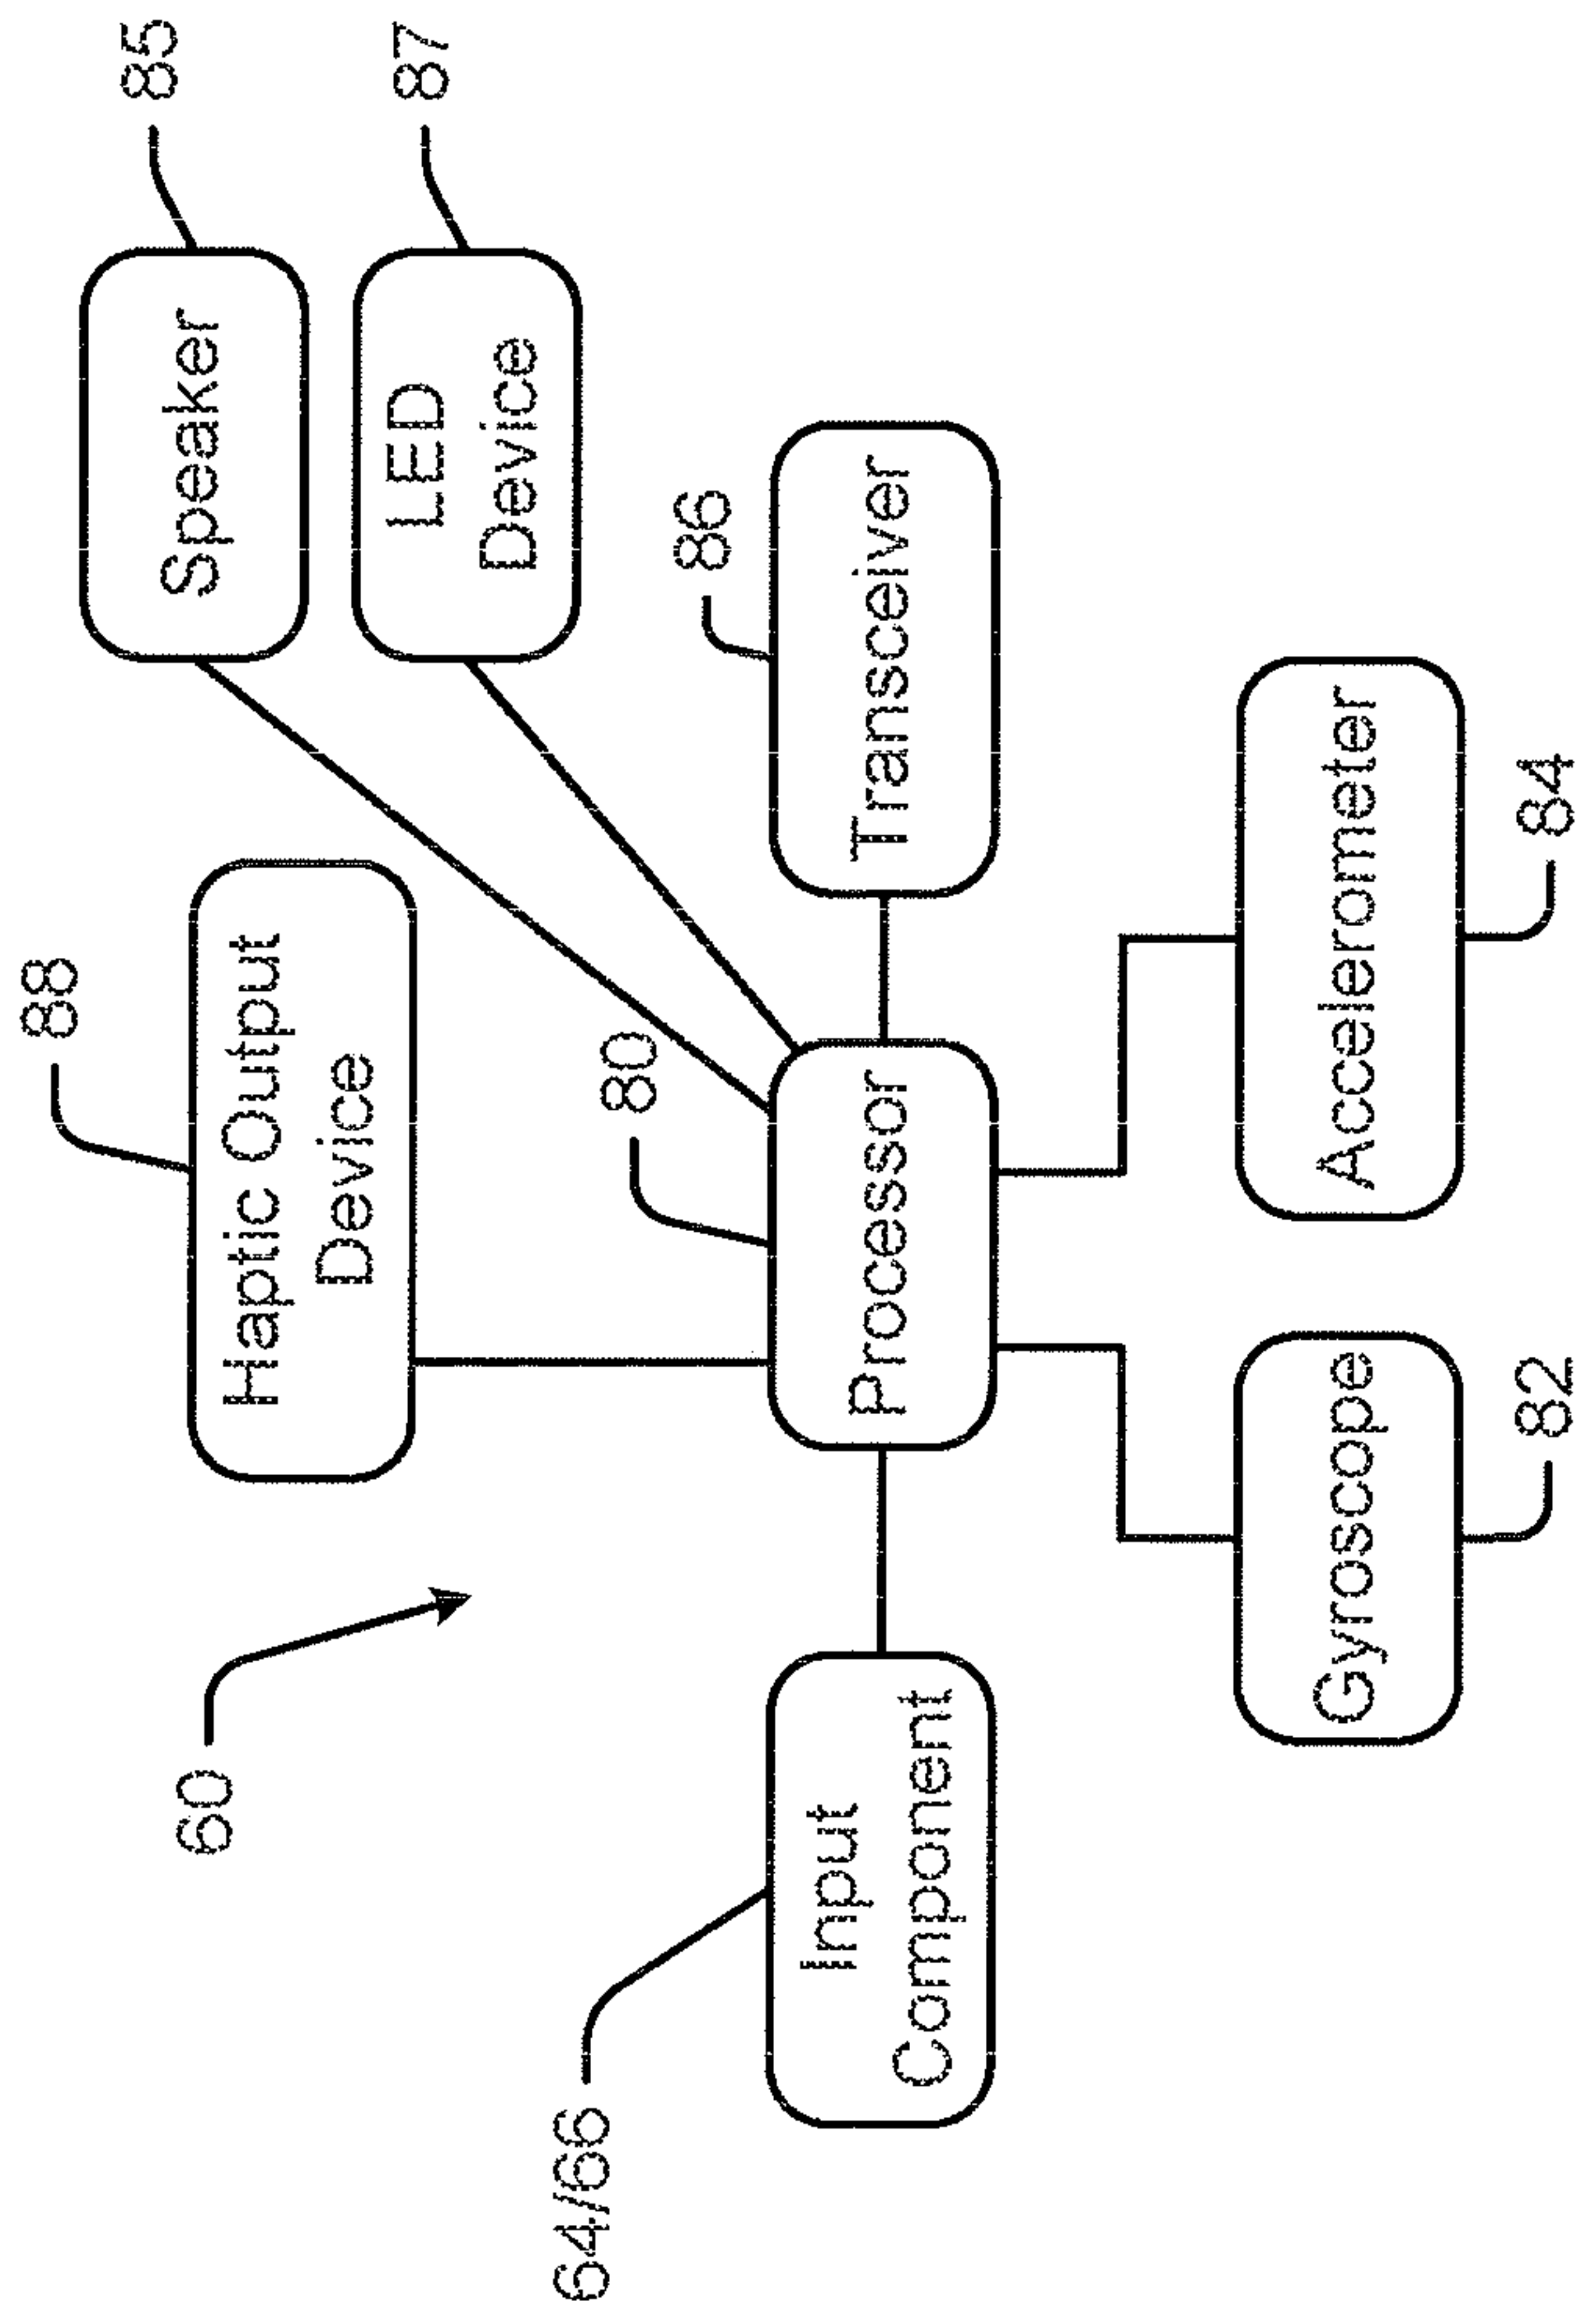 88
Haptic Output
Device
85
Speaker
60
80
87
LED
Device
64/66
Input
Component
Processor
86
Transceiver
Gyroscope
82
Accelerometer
84